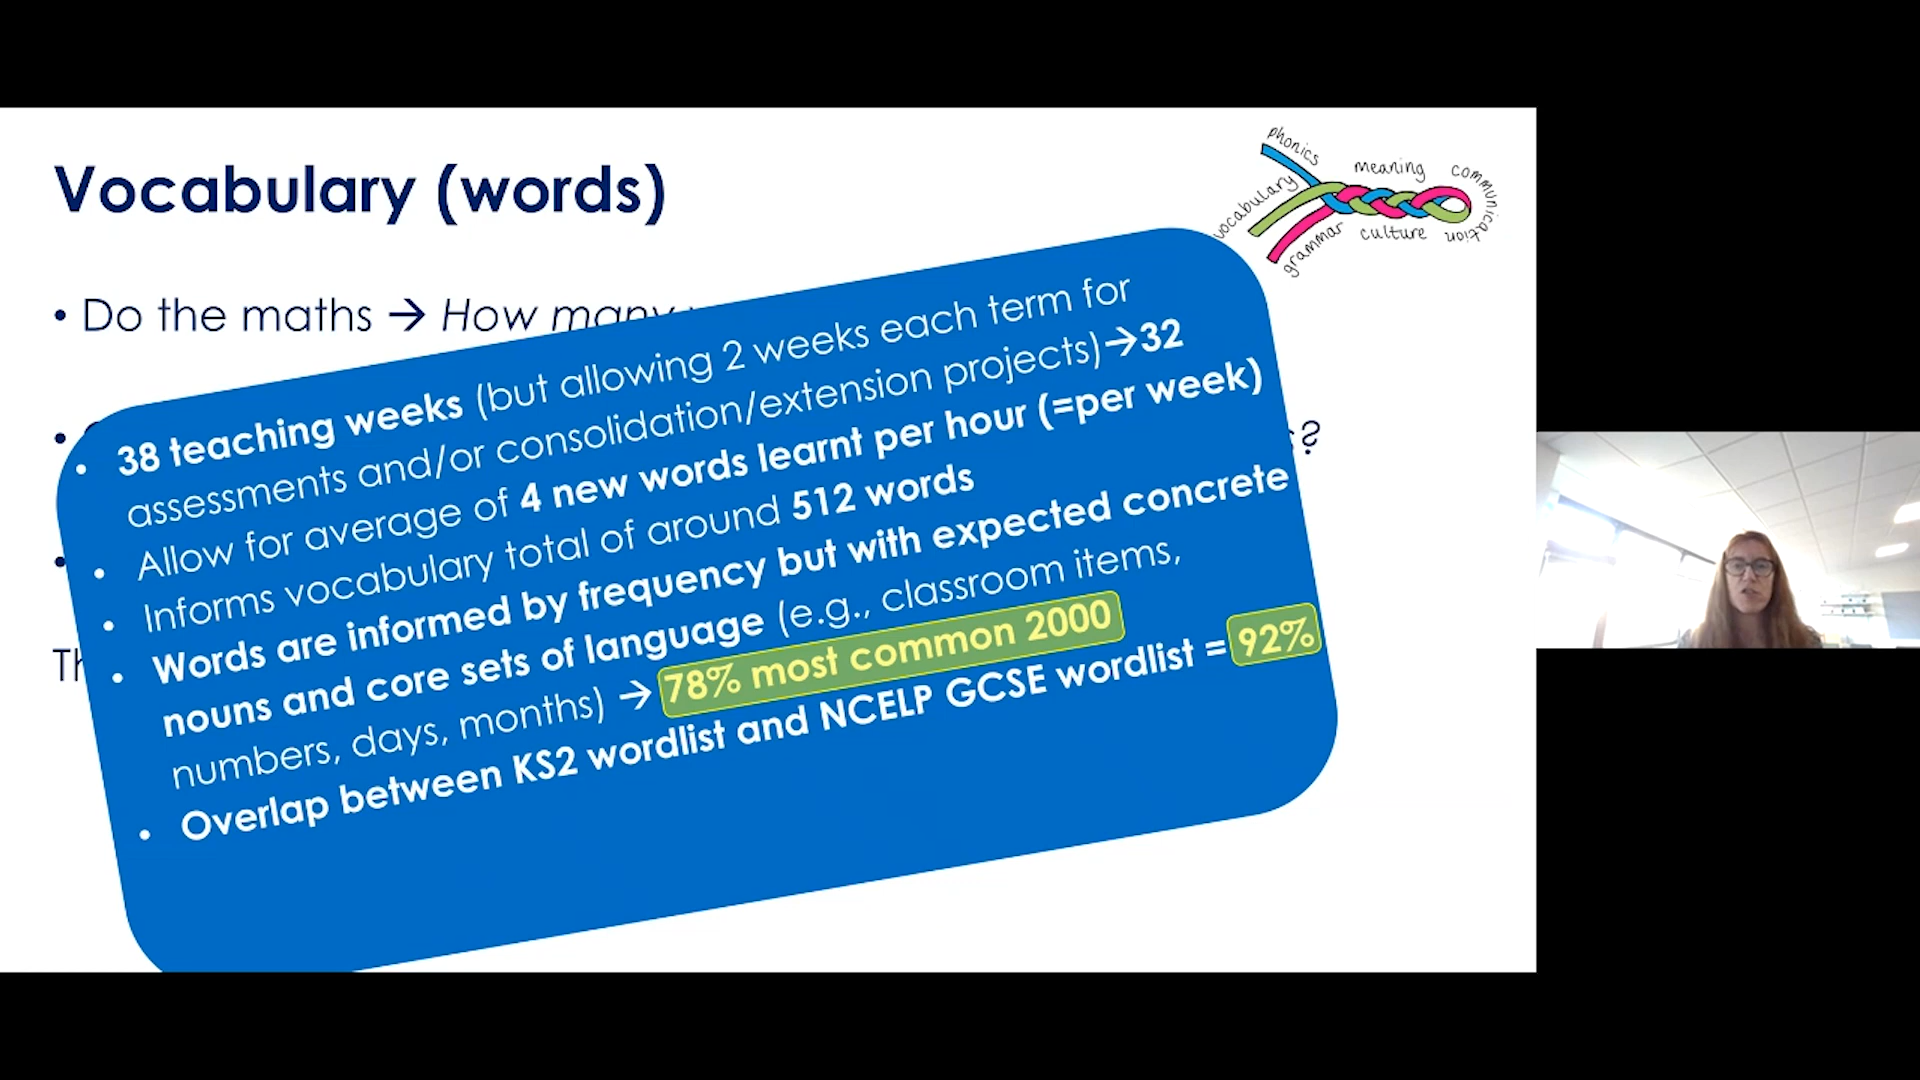 Vocabulary (words)
phonics
meaning
communication
vocabulary
grammar
culture
• Do the maths → How many
• 38 teaching weeks (but allowing 2 weeks each term for
assessments and/or consolidation/extension projects)→32
• Allow for average of 4 new words learnt per hour (=per week)
• Informs vocabulary total of around 512 words
• Words are informed by frequency but with expected concrete
nouns and core sets of language (e.g., classroom items,
numbers, days, months) → 78% most common 2000
• Overlap between KS2 wordlist and NCELP GCSE wordlist = 92%